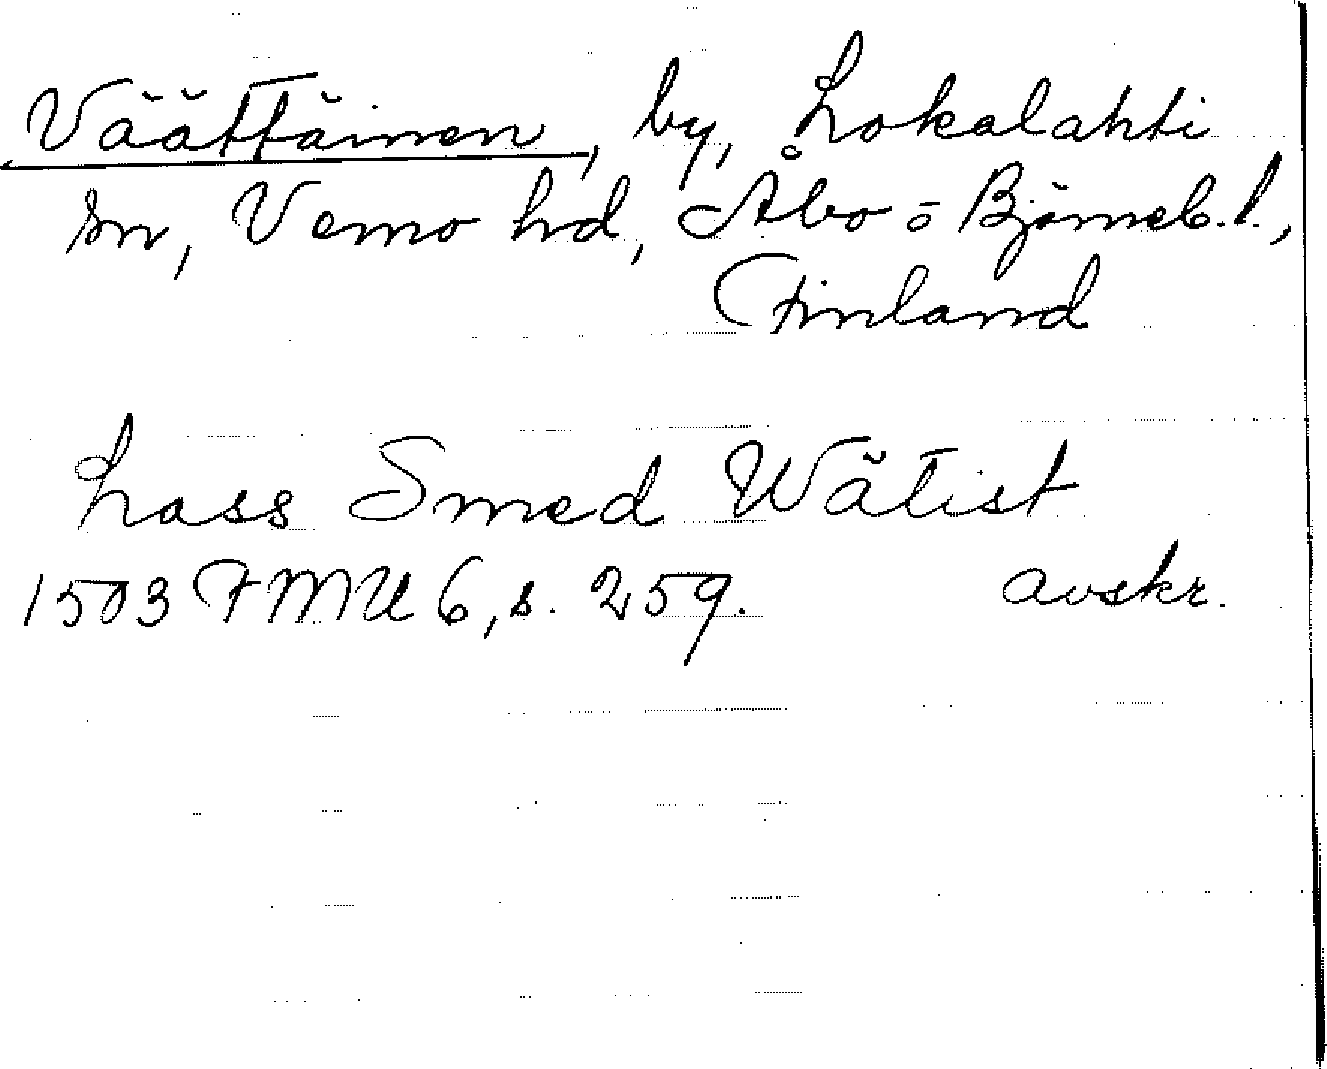 Väättäinen, by, Lokalahti
sn, Vemo hd, Åbo o Björneb. l.,
Finland
Lass Smed Wätist
1503 FMU 6, s. 259. avskr.